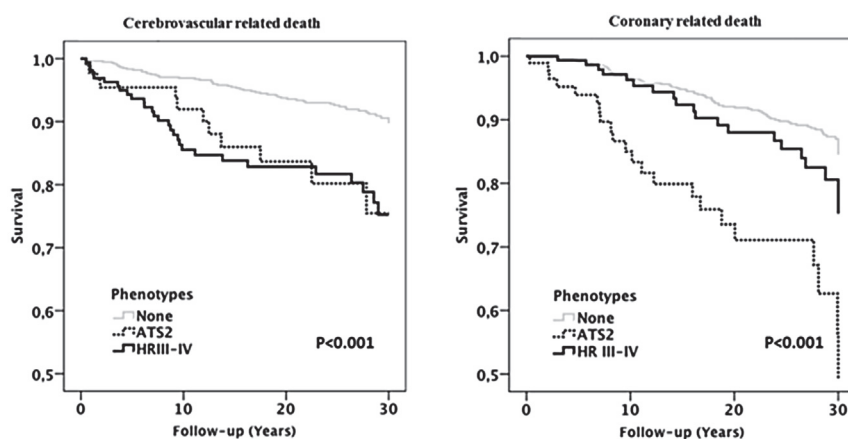 Cerebrovascular related death
1,0
0,9
0,8
0,7
0,6
0,5
Survival
Phenotypes
None
ATS2
HRIII-IV
P<0.001
0
10
20
30
Follow-up (Years)
Coronary related death
1,0
0,9
0,8
0,7
0,6
0,5
Survival
Phenotypes
None
ATS2
HR III-IV
P<0.001
0
10
20
30
Follow-up (Years)